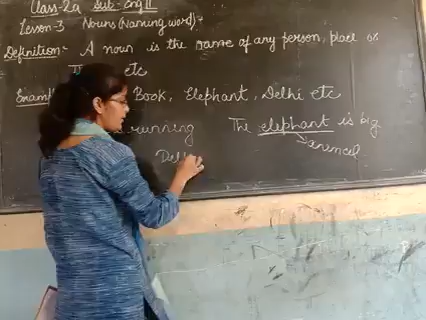 Class-2a Sub-Eng II
Lesson-3 Nouns (Naming word)
Definition- A noun is the name of any person, place or
etc
Book, Elephant, Delhi etc
running The elephant is big
animal
Del